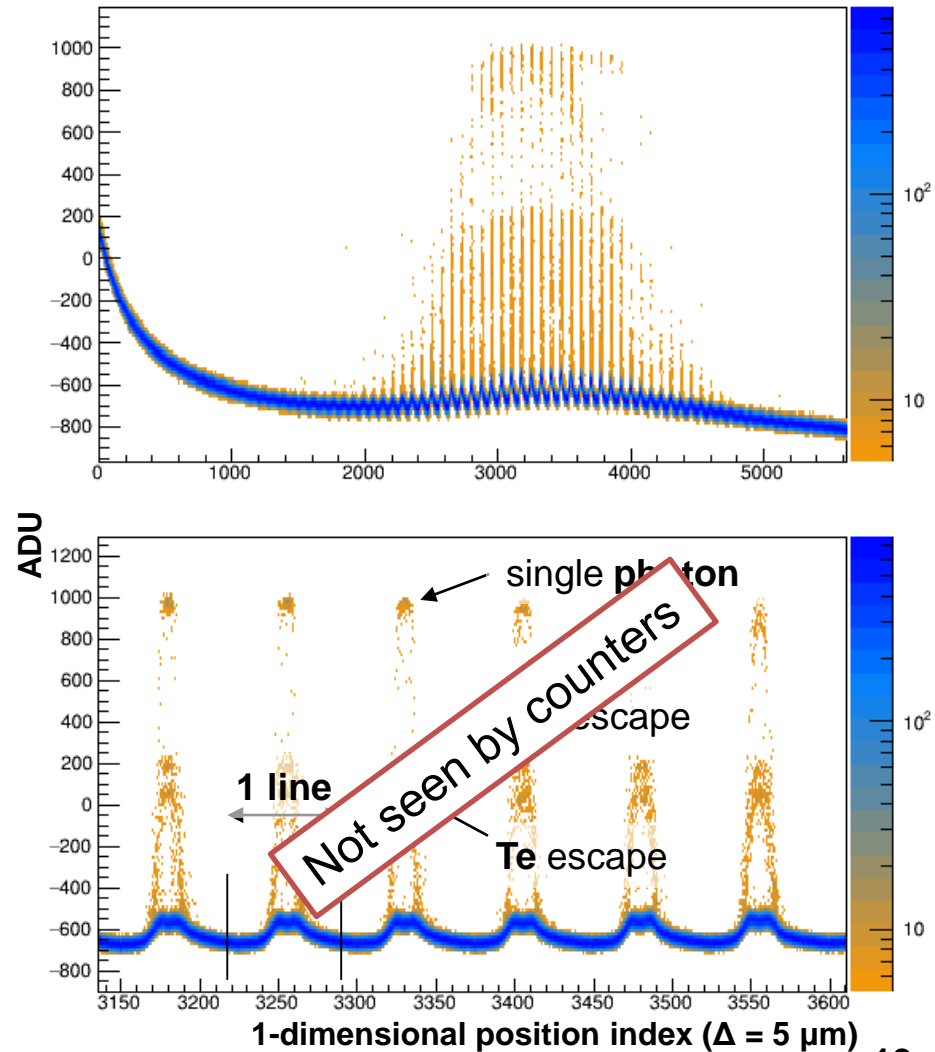 1000
800
600
400
200
0
−200
−400
−600
−800
0 1000 2000 3000 4000 5000
10²
10
ADU
1200
1000
800
600
400
200
0
−200
−400
−600
−800
single photon
escape
1 line
Not seen by counters
Te escape
10²
10
3150 3200 3250 3300 3350 3400 3450 3500 3550 3600
1-dimensional position index (Δ = 5 μm)